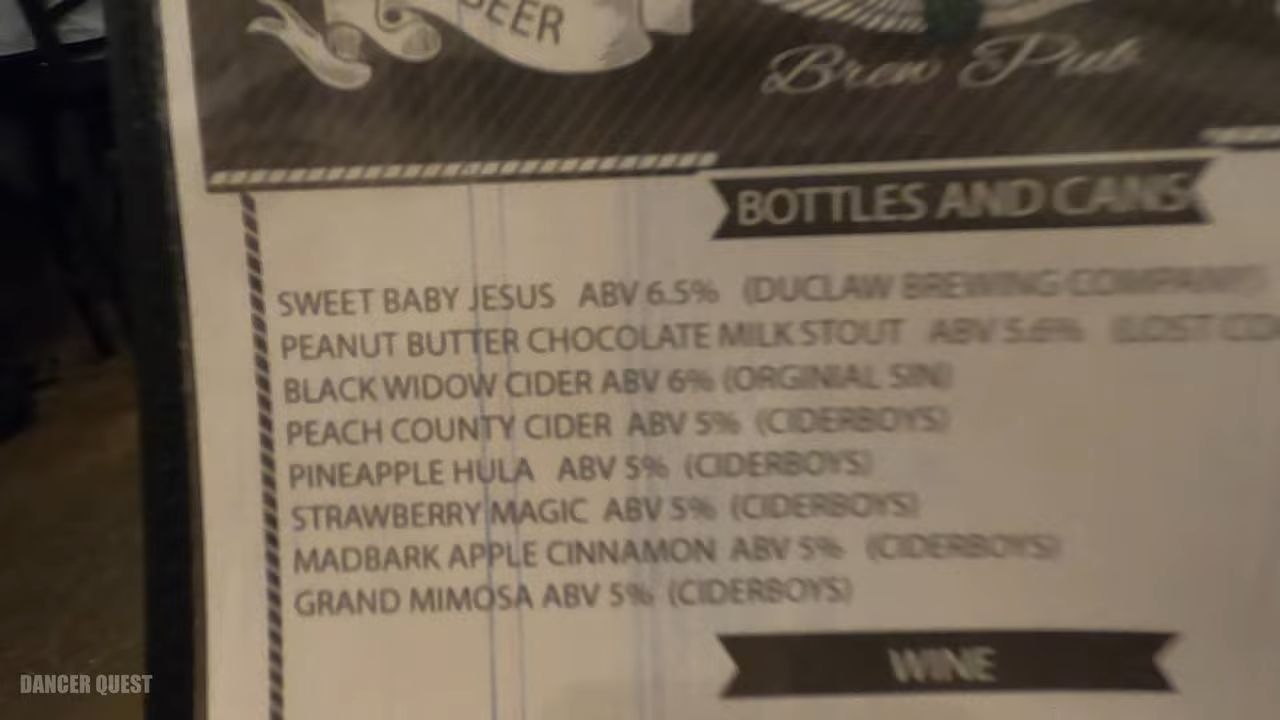 BEER
Brew Pub
BOTTLES AND CANS
SWEET BABY JESUS ABV 6.5% (DUCLAW BREWING COMPANY)
PEANUT BUTTER CHOCOLATE MILK STOUT ABV 5.6% (LOST
BLACK WIDOW CIDER ABV 6% (ORGINIAL SIN)
PEACH COUNTY CIDER ABV 5% (CIDERBOYS)
PINEAPPLE HULA ABV 5% (CIDERBOYS)
STRAWBERRY MAGIC ABV 5% (CIDERBOYS)
MADBARK APPLE CINNAMON ABV 5% (CIDERBOYS)
GRAND MIMOSA ABV 5% (CIDERBOYS)
WINE
DANCER QUEST